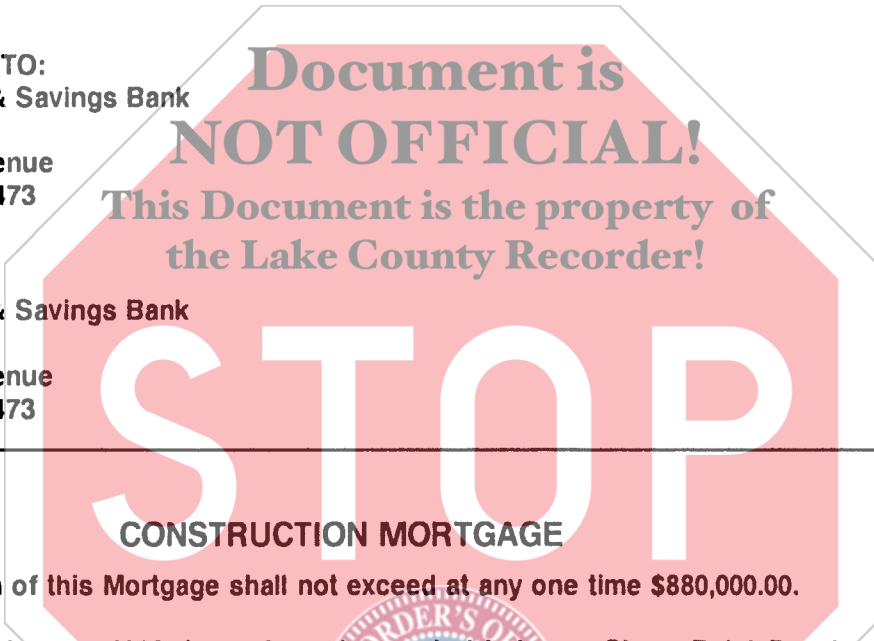 TO:
Document is
& Savings Bank
NOT OFFICIAL!
enue
473
This Document is the property of
the Lake County Recorder!
& Savings Bank
enue
473
STOP
CONSTRUCTION MORTGAGE
of this Mortgage shall not exceed at any one time $880,000.00.
ORDER'S O